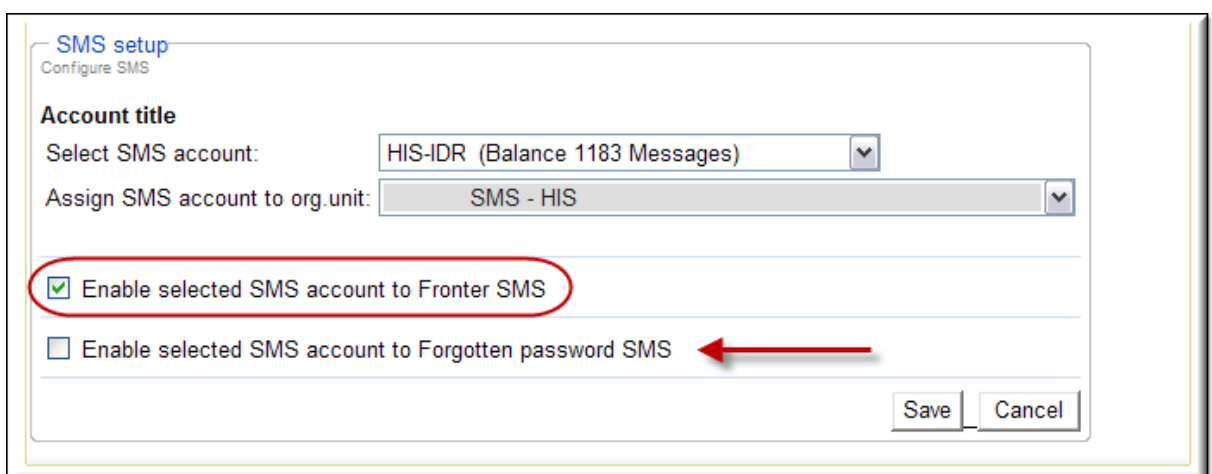 SMS setup
Configure SMS
Account title
Select SMS account: HIS-IDR (Balance 1183 Messages)
Assign SMS account to org.unit: SMS - HIS
Enable selected SMS account to Fronter SMS
Enable selected SMS account to Forgotten password SMS
Save Cancel